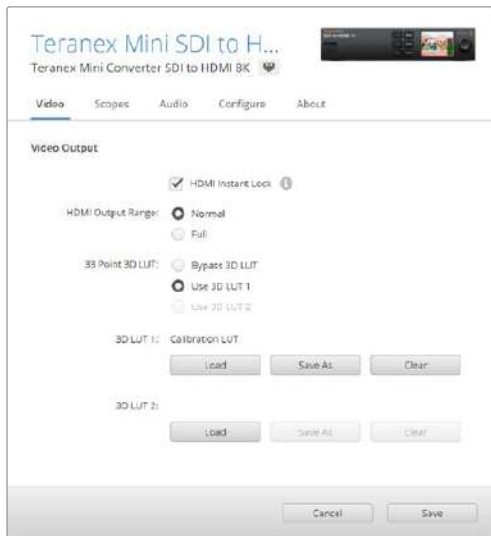 Teranex Mini SDI to H...
Teranex Mini Converter SDI to HDMI 8K
Video Scopes Audio Configure About
Video Output
HDMI Instant Lock
HDMI Output Range: Normal
Full
33 Point 3D LUT: Bypass 3D LUT
Use 3D LUT 1
Use 3D LUT 2
3D LUT 1: Calibration LUT
Load Save As Clear
3D LUT 2:
Load Save As Clear
Cancel Save